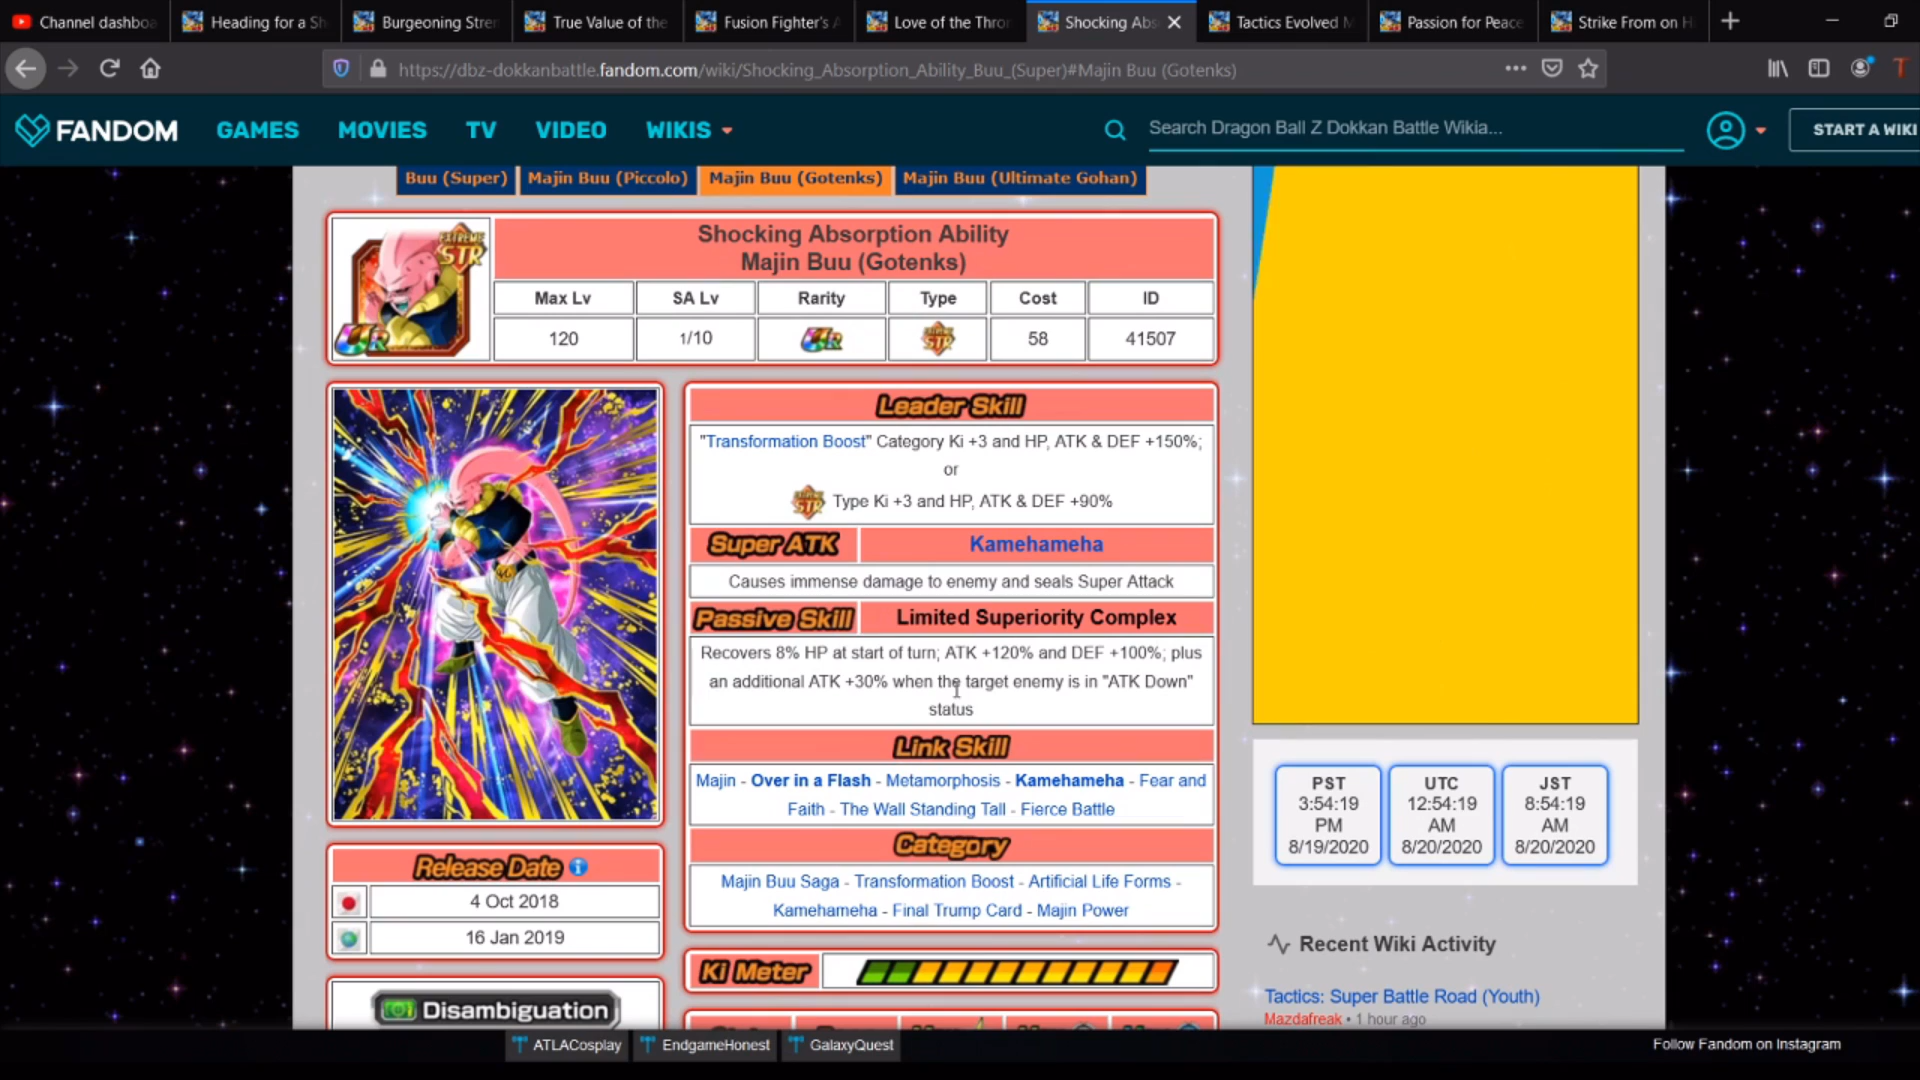 Channel dashboa
Heading for a Sh
Burgeoning Stren
True Value of the
Fusion Fighter's A
Love of the Thron
Shocking Abs
Tactics Evolved M
Passion for Peace
Strike From on H
https://dbz-dokkanbattle.fandom.com/wiki/Shocking_Absorption_Ability_Buu_(Super)#Majin Buu (Gotenks)
FANDOM
GAMES
MOVIES
TV
VIDEO
WIKIS
Search Dragon Ball Z Dokkan Battle Wikia...
START A WIKI
Buu (Super)
Majin Buu (Piccolo)
Majin Buu (Gotenks)
Majin Buu (Ultimate Gohan)
EXTREME
STR
UR
Shocking Absorption Ability
Majin Buu (Gotenks)
Max Lv
SA Lv
Rarity
Type
Cost
ID
120
1/10
UR
EXTREME
STR
58
41507
Leader Skill
"Transformation Boost" Category Ki +3 and HP, ATK & DEF +150%;
or
EXTREME
STR
Type Ki +3 and HP, ATK & DEF +90%
Super ATK
Kamehameha
Causes immense damage to enemy and seals Super Attack
Passive Skill
Limited Superiority Complex
Recovers 8% HP at start of turn; ATK +120% and DEF +100%; plus
an additional ATK +30% when the target enemy is in "ATK Down"
status
Link Skill
Majin - Over in a Flash - Metamorphosis - Kamehameha - Fear and
Faith - The Wall Standing Tall - Fierce Battle
Category
Majin Buu Saga - Transformation Boost - Artificial Life Forms -
Kamehameha - Final Trump Card - Majin Power
Ki Meter
Release Date
4 Oct 2018
16 Jan 2019
Disambiguation
PST
3:54:19
PM
8/19/2020
UTC
12:54:19
AM
8/20/2020
JST
8:54:19
AM
8/20/2020
Recent Wiki Activity
Tactics: Super Battle Road (Youth)
Mazdafreak • 1 hour ago
ATLACosplay
EndgameHonest
GalaxyQuest
Follow Fandom on Instagram